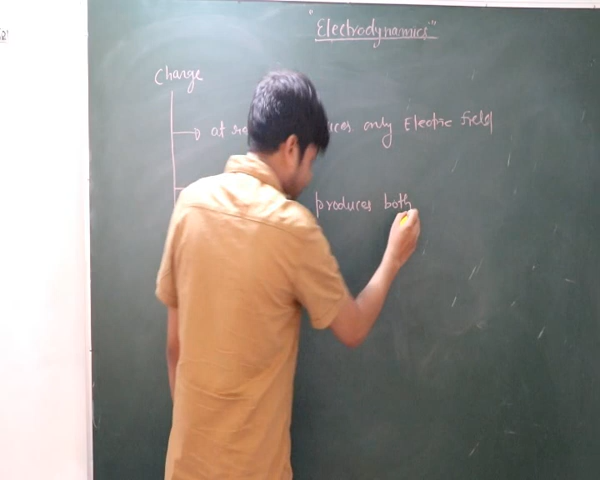 "Electrodynamics"
Charge
at only Electric field
produces both